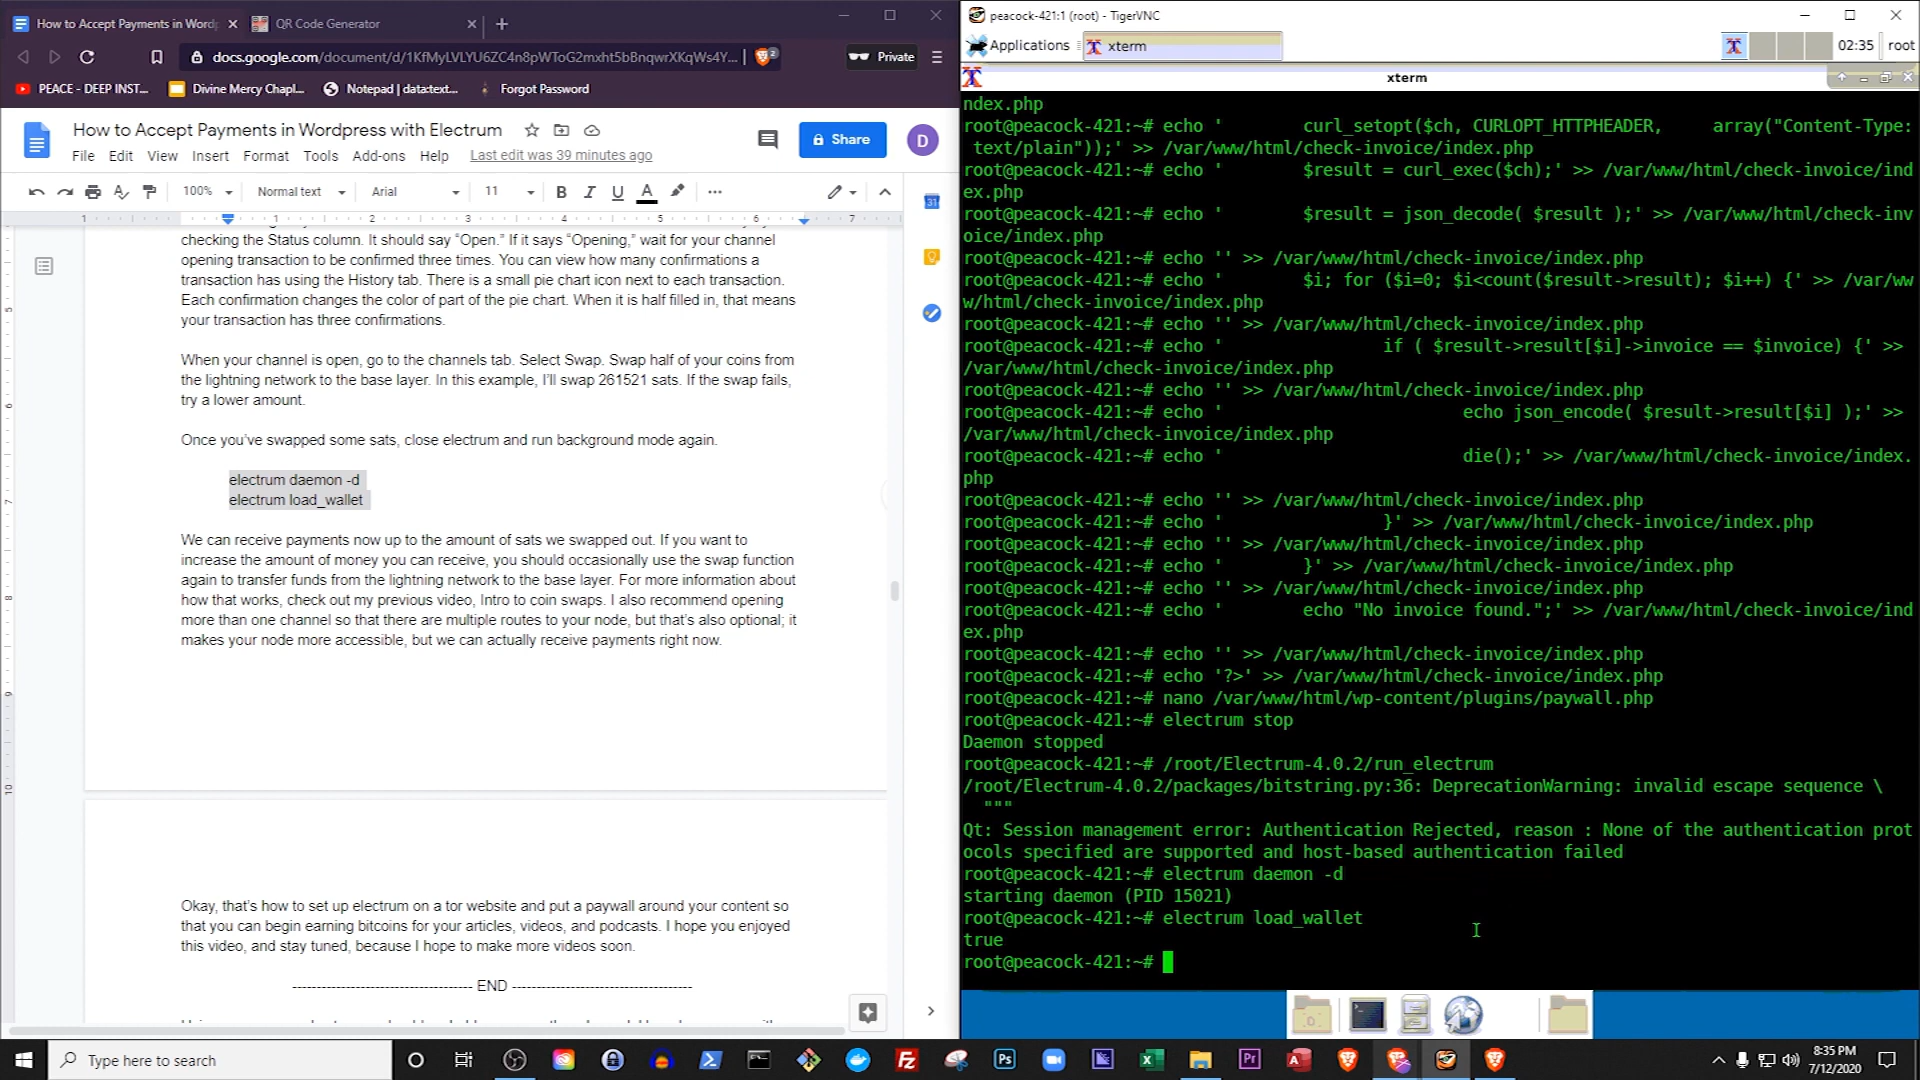 How to Accept Payments in Wordp
QR Code Generator
docs.google.com/document/d/1KfMyLVLYU6ZC4n8pWToG2mxht5bBnqwrXKqWs4Y...
2
Private
PEACE - DEEP INST...
Divine Mercy Chapl...
Notepad | data:text...
Forgot Password
How to Accept Payments in Wordpress with Electrum
File Edit View Insert Format Tools Add-ons Help Last edit was 39 minutes ago
Share
D
100% Normal text Arial 11 B I U A
1 1 2 3 4 5 6 7
checking the Status column. It should say “Open.” If it says “Opening,” wait for your channel
opening transaction to be confirmed three times. You can view how many confirmations a
transaction has using the History tab. There is a small pie chart icon next to each transaction.
Each confirmation changes the color of part of the pie chart. When it is half filled in, that means
your transaction has three confirmations.
When your channel is open, go to the channels tab. Select Swap. Swap half of your coins from
the lightning network to the base layer. In this example, I’ll swap 261521 sats. If the swap fails,
try a lower amount.
Once you’ve swapped some sats, close electrum and run background mode again.
electrum daemon -d
electrum load_wallet
We can receive payments now up to the amount of sats we swapped out. If you want to
increase the amount of money you can receive, you should occasionally use the swap function
again to transfer funds from the lightning network to the base layer. For more information about
how that works, check out my previous video, Intro to coin swaps. I also recommend opening
more than one channel so that there are multiple routes to your node, but that’s also optional; it
makes your node more accessible, but we can actually receive payments right now.
Okay, that’s how to set up electrum on a tor website and put a paywall around your content so
that you can begin earning bitcoins for your articles, videos, and podcasts. I hope you enjoyed
this video, and stay tuned, because I hope to make more videos soon.
------------------------------------ END ------------------------------------
peacock-421:1 (root) - TigerVNC
Applications
xterm
02:35 root
xterm
ndex.php
root@peacock-421:~# echo '        curl_setopt($ch, CURLOPT_HTTPHEADER,     array("Content-Type:
 text/plain"));' >> /var/www/html/check-invoice/index.php
root@peacock-421:~# echo '        $result = curl_exec($ch);' >> /var/www/html/check-invoice/ind
ex.php
root@peacock-421:~# echo '        $result = json_decode( $result );' >> /var/www/html/check-inv
oice/index.php
root@peacock-421:~# echo '' >> /var/www/html/check-invoice/index.php
root@peacock-421:~# echo '        $i; for ($i=0; $i<count($result->result); $i++) {' >> /var/ww
w/html/check-invoice/index.php
root@peacock-421:~# echo '' >> /var/www/html/check-invoice/index.php
root@peacock-421:~# echo '                if ( $result->result[$i]->invoice == $invoice) {' >>
/var/www/html/check-invoice/index.php
root@peacock-421:~# echo '' >> /var/www/html/check-invoice/index.php
root@peacock-421:~# echo '                        echo json_encode( $result->result[$i] );' >>
/var/www/html/check-invoice/index.php
root@peacock-421:~# echo '                        die();' >> /var/www/html/check-invoice/index.
php
root@peacock-421:~# echo '' >> /var/www/html/check-invoice/index.php
root@peacock-421:~# echo '                }' >> /var/www/html/check-invoice/index.php
root@peacock-421:~# echo '' >> /var/www/html/check-invoice/index.php
root@peacock-421:~# echo '        }' >> /var/www/html/check-invoice/index.php
root@peacock-421:~# echo '' >> /var/www/html/check-invoice/index.php
root@peacock-421:~# echo '        echo "No invoice found.";' >> /var/www/html/check-invoice/ind
ex.php
root@peacock-421:~# echo '' >> /var/www/html/check-invoice/index.php
root@peacock-421:~# echo '?>' >> /var/www/html/check-invoice/index.php
root@peacock-421:~# nano /var/www/html/wp-content/plugins/paywall.php
root@peacock-421:~# electrum stop
Daemon stopped
root@peacock-421:~# /root/Electrum-4.0.2/run_electrum
/root/Electrum-4.0.2/packages/bitstring.py:36: DeprecationWarning: invalid escape sequence \
  """
Qt: Session management error: Authentication Rejected, reason : None of the authentication prot
ocols specified are supported and host-based authentication failed
root@peacock-421:~# electrum daemon -d
starting daemon (PID 15021)
root@peacock-421:~# electrum load_wallet
true
root@peacock-421:~#
Type here to search
8:35 PM
7/12/2020